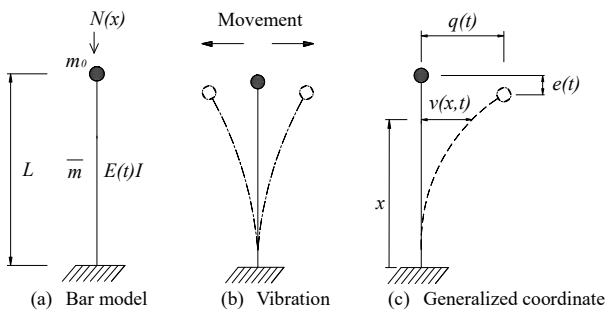 N(x)
m₀
L
m̅
E(t)I
(a) Bar model
Movement
(b) Vibration
q(t)
e(t)
v(x,t)
x
(c) Generalized coordinate